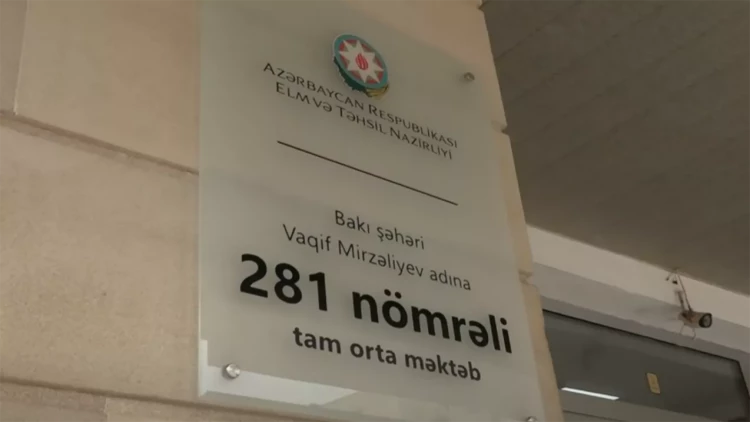 Azərbaycan Respublikası
Elm və Təhsil Nazirliyi
Bakı şəhəri
Vaqif Mirzəliyev adına
281 nömrəli
tam orta məktəb